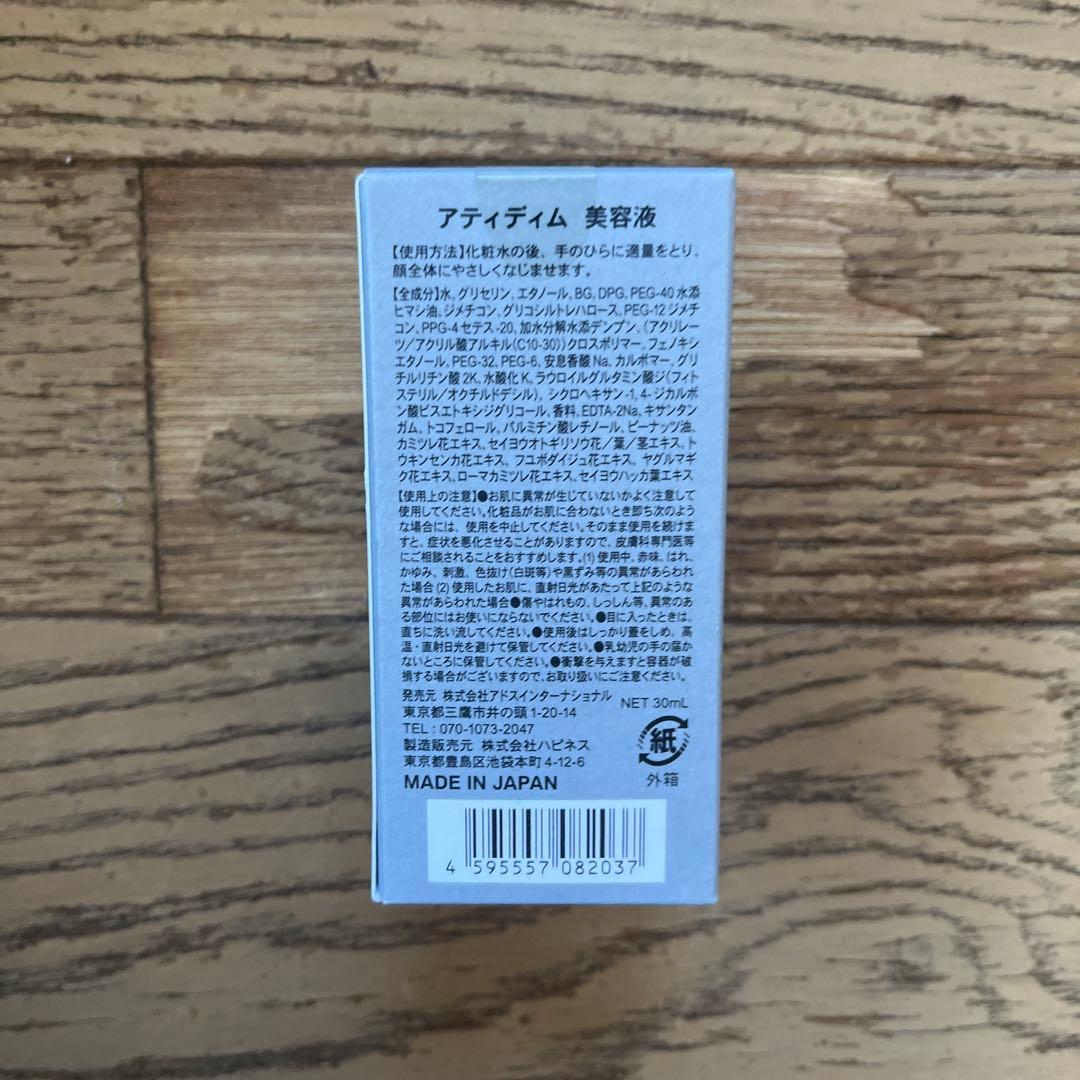 アティディム 美容液
【使用方法】化粧水の後、手のひらに適量をとり、
顔全体にやさしくなじませます。
【全成分】水、グリセリン、エタノール、BG、DPG、PEG-40水添
ヒマシ油、ジメチコン、グリコシルトレハロース、PEG-12ジメチ
コン、PPG-4セテス-20、加水分解水添デンプン、(アクリレー
ツ/アクリル酸アルキル(C10-30))クロスポリマー、フェノキシ
エタノール、PEG-32、PEG-6、安息香酸Na、カルボマー、グリ
チルリチン酸2K、水酸化K、ラウロイルグルタミン酸ジ(フィト
ステリル/オクチルドデシル)、シクロヘキサン-1,4-ジカルボ
ン酸ビスエトキシジグリコール、香料、EDTA-2Na、キサンタン
ガム、トコフェロール、パルミチン酸レチノール、ピーナッツ油、
カミツレ花エキス、セイヨウオトギリソウ花/葉/茎エキス、ト
ウキンセンカ花エキス、フユボダイジュ花エキス、ヤグルマギ
ク花エキス、ローマカミツレ花エキス、セイヨウハッカ葉エキス
【使用上の注意】●お肌に異常が生じていないかよく注意して
使用してください。化粧品がお肌に合わないとき即ち次のよう
な場合には、使用を中止してください。そのまま使用を続けま
すと、症状を悪化させることがありますので、皮膚科専門医等
にご相談されることをおすすめします。(1)使用中、赤味、はれ、
かゆみ、刺激、色抜け(白斑等)や黒ずみ等の異常があらわれ
た場合(2)使用したお肌に、直射日光があたって上記のような
異常があらわれた場合●傷やはれもの、しっしん等、異常のあ
る部位にはお使いにならないでください。●目に入ったときは、
直ちに洗い流してください。●使用後はしっかり蓋をしめ、高
温・直射日光を避けて保管してください。●乳幼児の手の届か
ないところに保管してください。●衝撃を与えますと容器が破
損する場合がございますので、お取り扱いにご注意ください。
発売元 株式会社アドスインターナショナル
NET 30mL
東京都三鷹市井の頭1-20-14
TEL:070-1073-2047
製造販売元 株式会社ハピネス
東京都豊島区池袋本町4-12-6
紙
外箱
MADE IN JAPAN
4 595557 082037